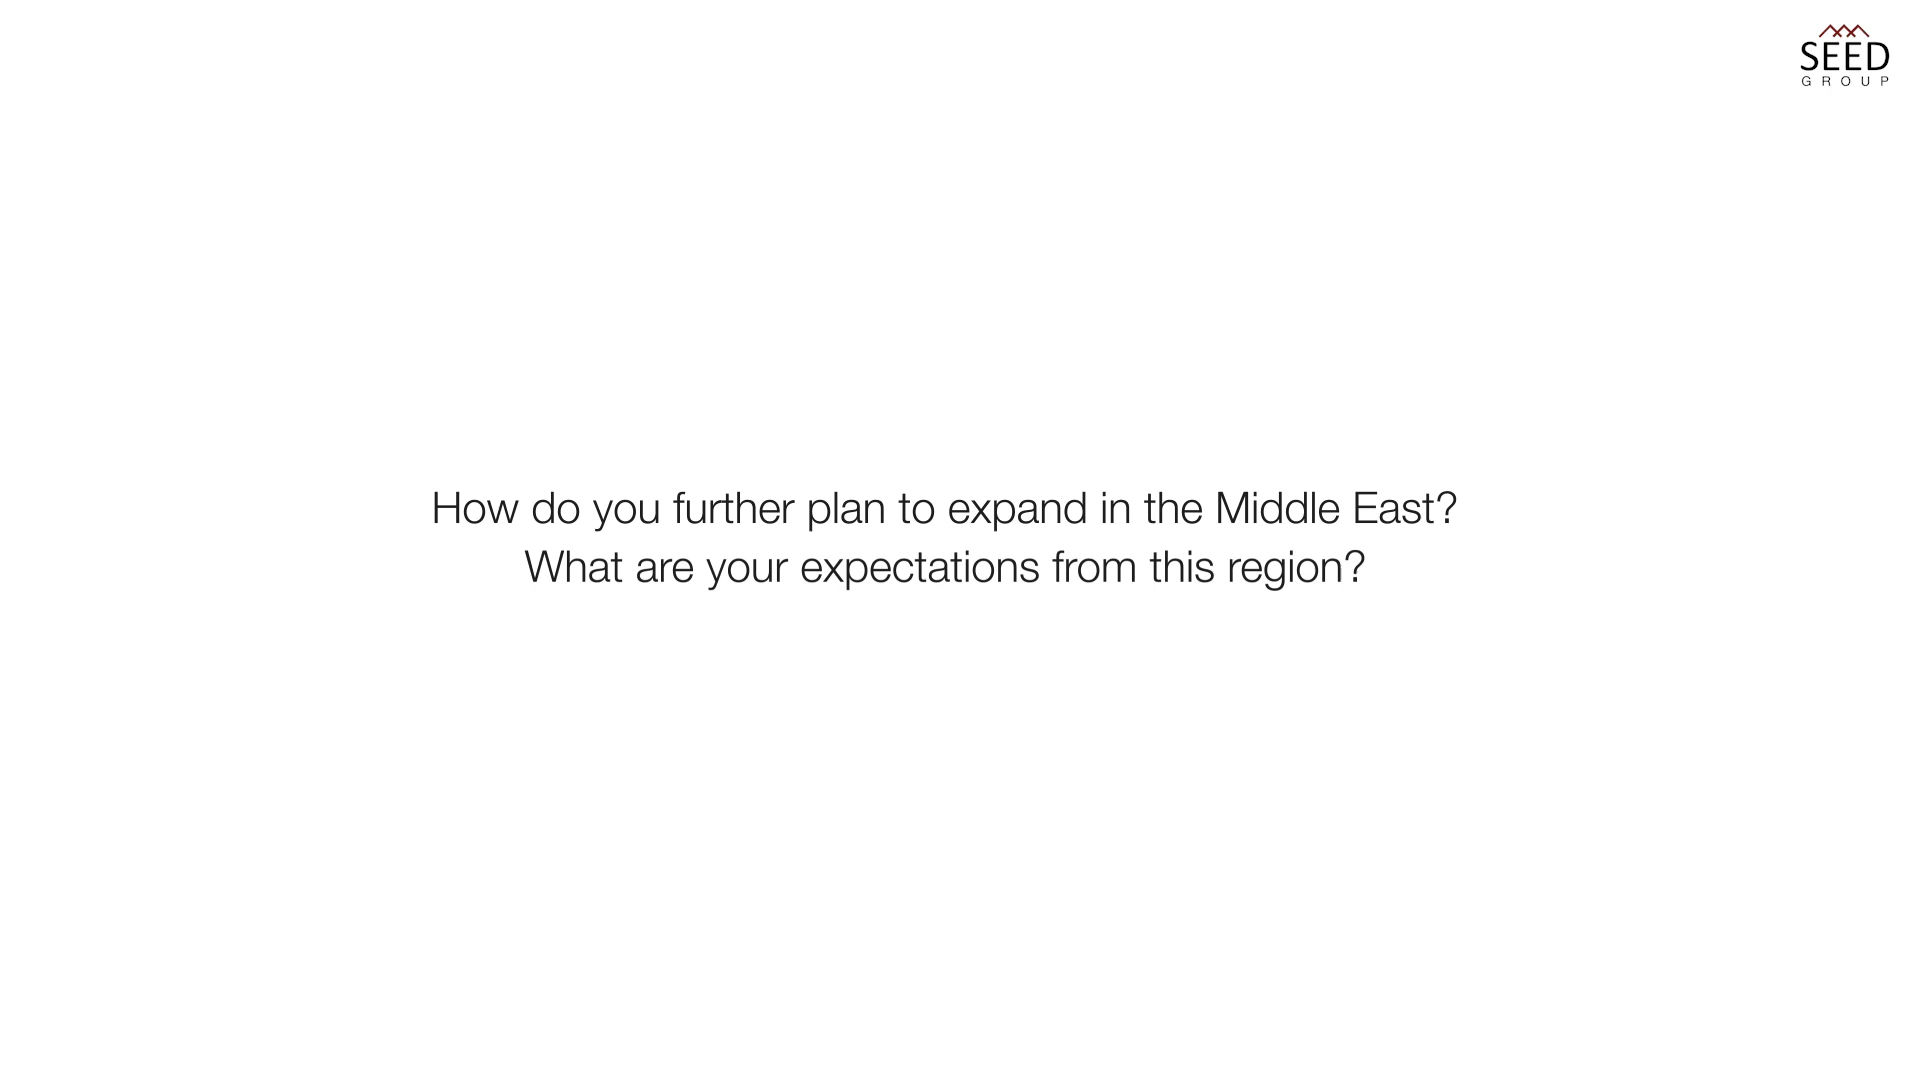 SEED
GROUP
How do you further plan to expand in the Middle East?
What are your expectations from this region?